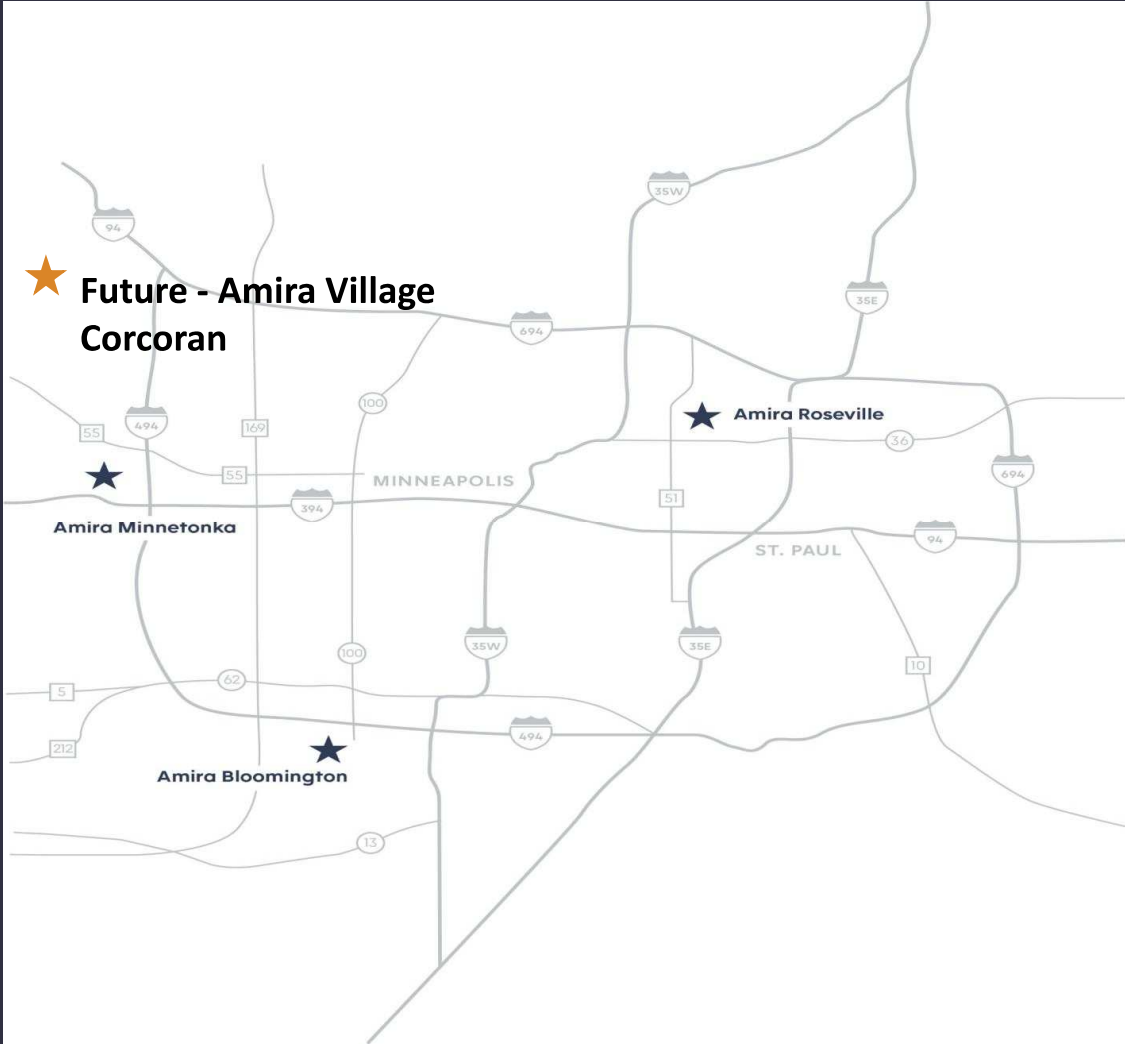 35W
94
Future - Amira Village
Corcoran
35E
694
100
494
55
169
Amira Roseville
36
55
MINNEAPOLIS
694
51
394
Amira Minnetonka
94
ST. PAUL
35W
35E
100
10
62
5
494
212
Amira Bloomington
13